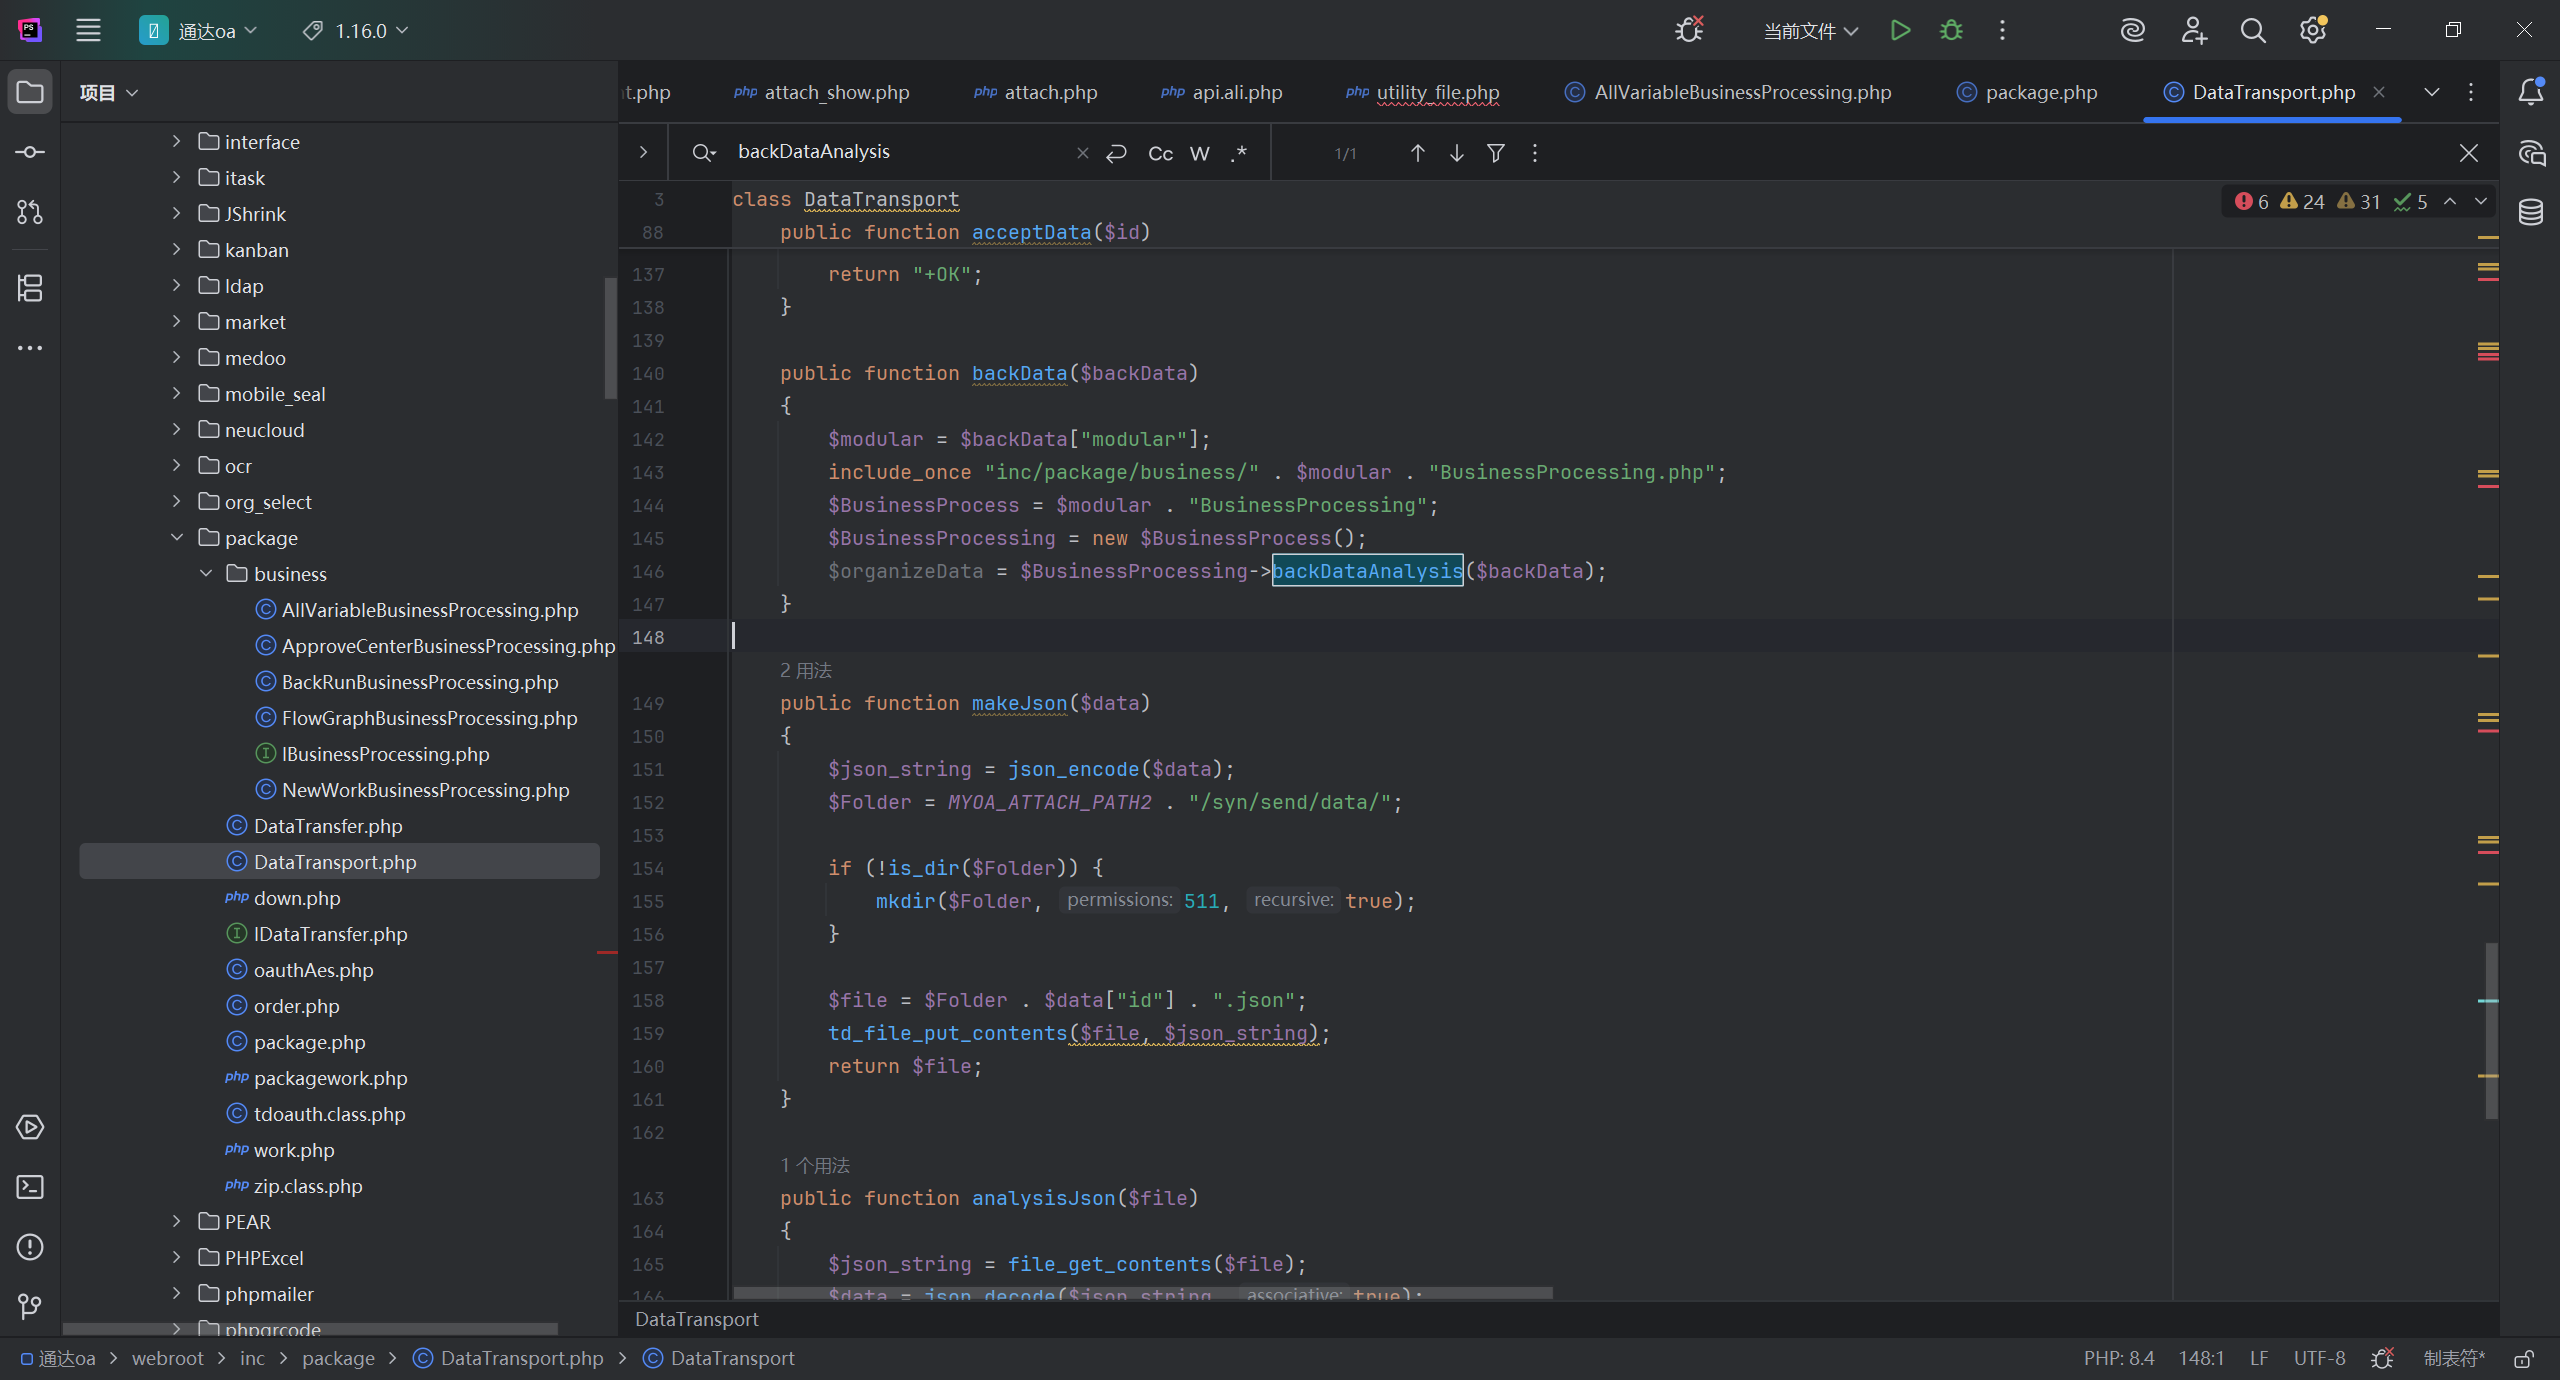 通达oa
1.16.0
当前文件
项目
interface
itask
JShrink
kanban
ldap
market
medoo
mobile_seal
neucloud
ocr
org_select
package
business
AllVariableBusinessProcessing.php
ApproveCenterBusinessProcessing.php
BackRunBusinessProcessing.php
FlowGraphBusinessProcessing.php
IBusinessProcessing.php
NewWorkBusinessProcessing.php
DataTransfer.php
DataTransport.php
down.php
IDataTransfer.php
oauthAes.php
order.php
package.php
packagework.php
tdoauth.class.php
work.php
zip.class.php
PEAR
PHPExcel
phpmailer
phpqrcode
t.php
attach_show.php
attach.php
api.ali.php
utility_file.php
AllVariableBusinessProcessing.php
package.php
DataTransport.php
backDataAnalysis
Cc W .* 1/1
6 24 31 5
3 class DataTransport
88 public function acceptData($id)
137 return "+OK";
138 }
139
140 public function backData($backData)
141 {
142 $modular = $backData["modular"];
143 include_once "inc/package/business/" . $modular . "BusinessProcessing.php";
144 $BusinessProcess = $modular . "BusinessProcessing";
145 $BusinessProcessing = new $BusinessProcess();
146 $organizeData = $BusinessProcessing->backDataAnalysis($backData);
147 }
148
2 用法
149 public function makeJson($data)
150 {
151 $json_string = json_encode($data);
152 $Folder = MYOA_ATTACH_PATH2 . "/syn/send/data/";
153
154 if (!is_dir($Folder)) {
155 mkdir($Folder, permissions: 511, recursive: true);
156 }
157
158 $file = $Folder . $data["id"] . ".json";
159 td_file_put_contents($file, $json_string);
160 return $file;
161 }
162
1 个用法
163 public function analysisJson($file)
164 {
165 $json_string = file_get_contents($file);
166 $data = json_decode($json_string, associative: true);
DataTransport
通达oa > webroot > inc > package > DataTransport.php > DataTransport
PHP: 8.4 148:1 LF UTF-8 制表符*